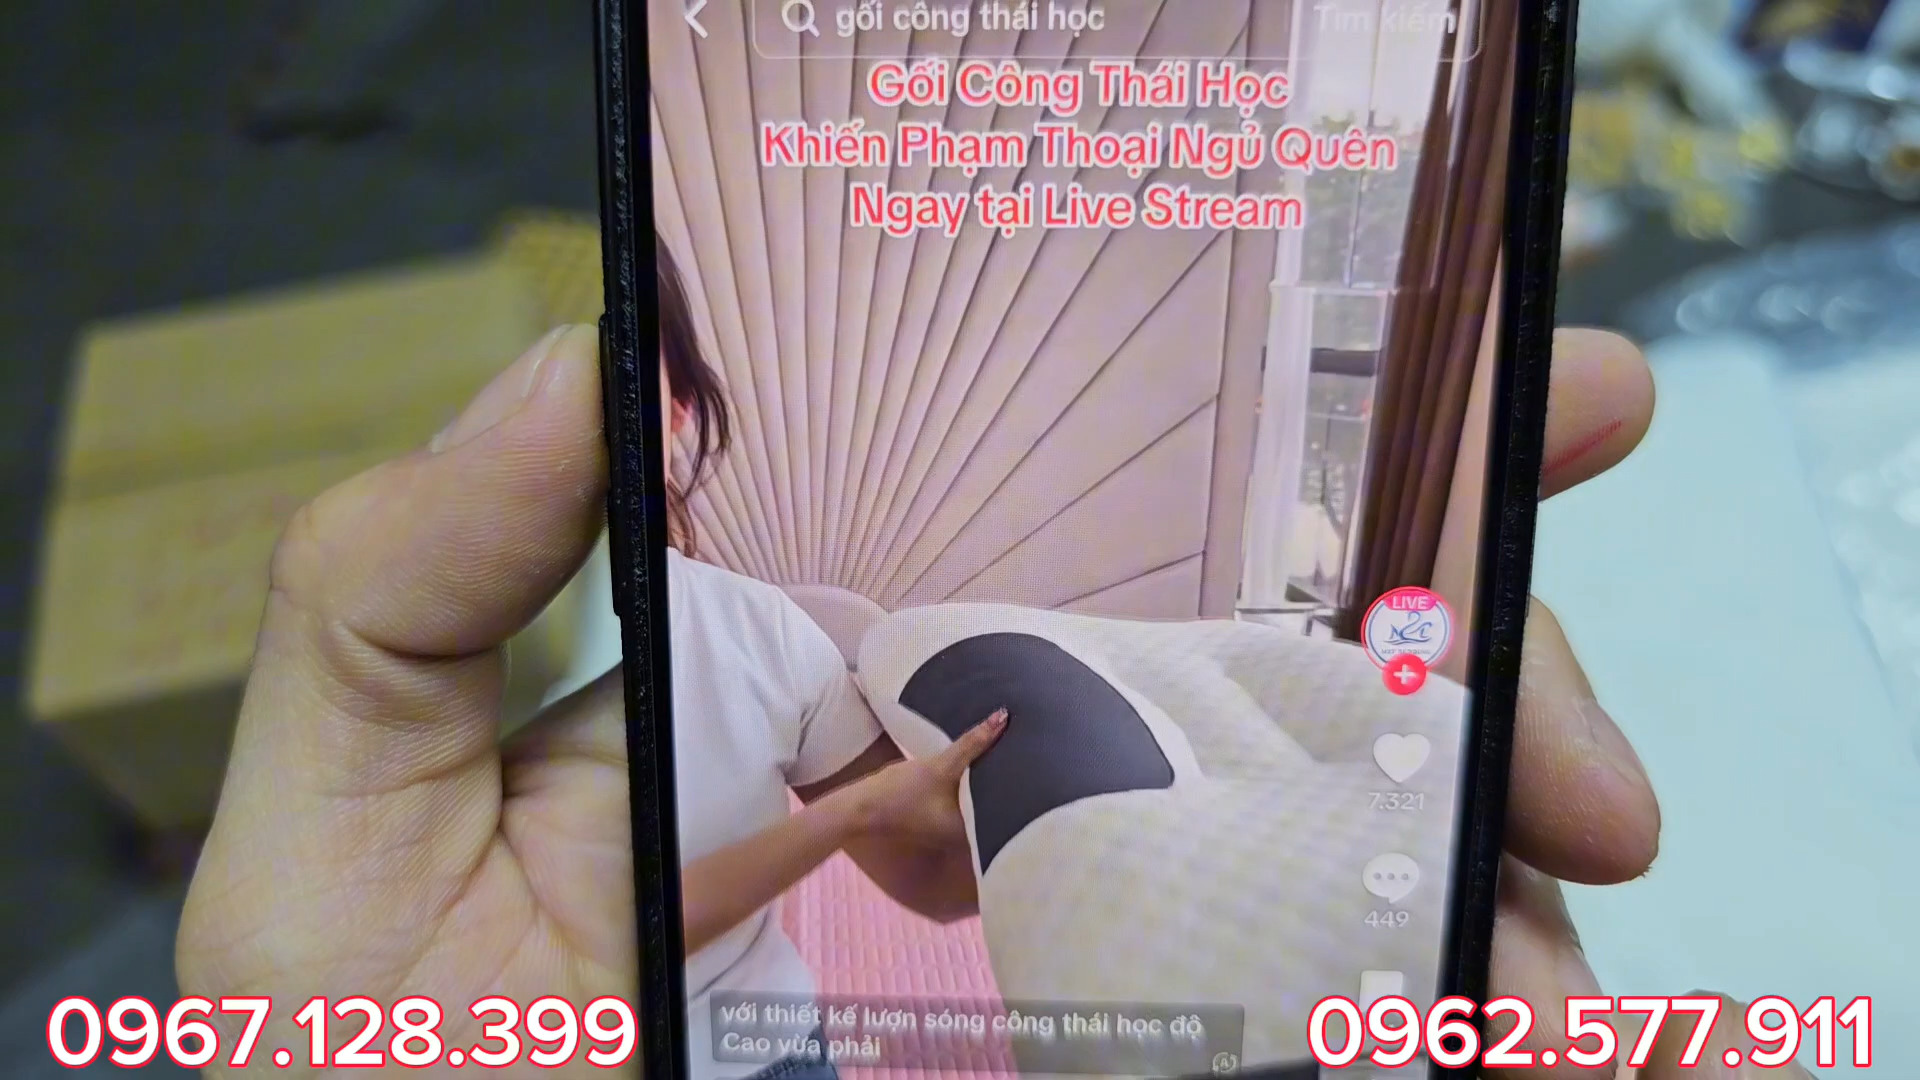 gối công thái học
Tìm kiếm
Gối Công Thái Học
Khiến Phạm Thoại Ngủ Quên
Ngay tại Live Stream
LIVE
7.321
449
với thiết kế lượn sóng công thái học độ
Cao vừa phải
0967.128.399
0962.577.911